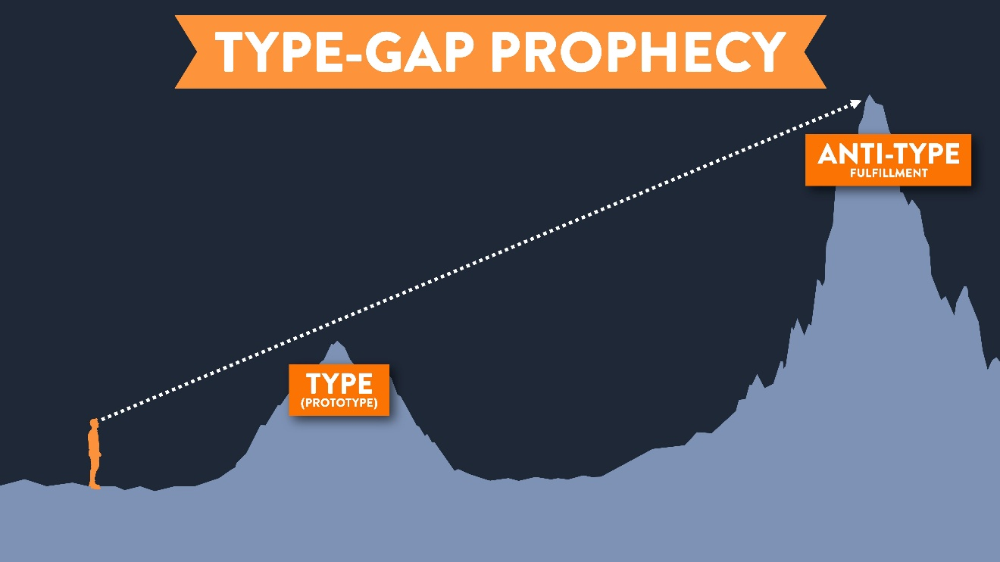 TYPE-GAP PROPHECY
ANTI-TYPE
FULFILLMENT
TYPE
(PROTOTYPE)